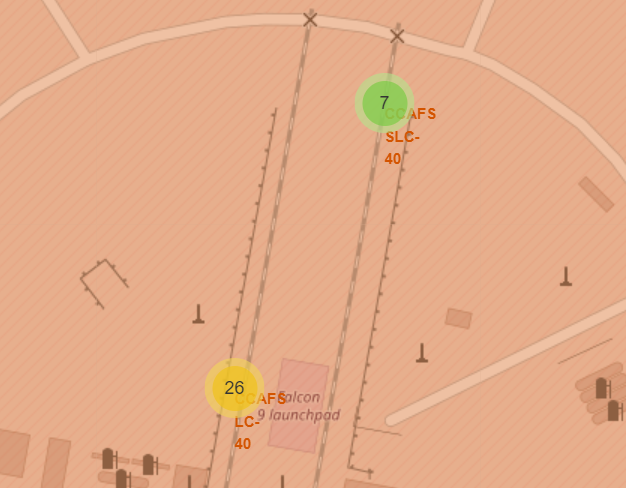 7
CCAFS
SLC-
40
26
CCAFS
LC-
40
Falcon
9 launchpad